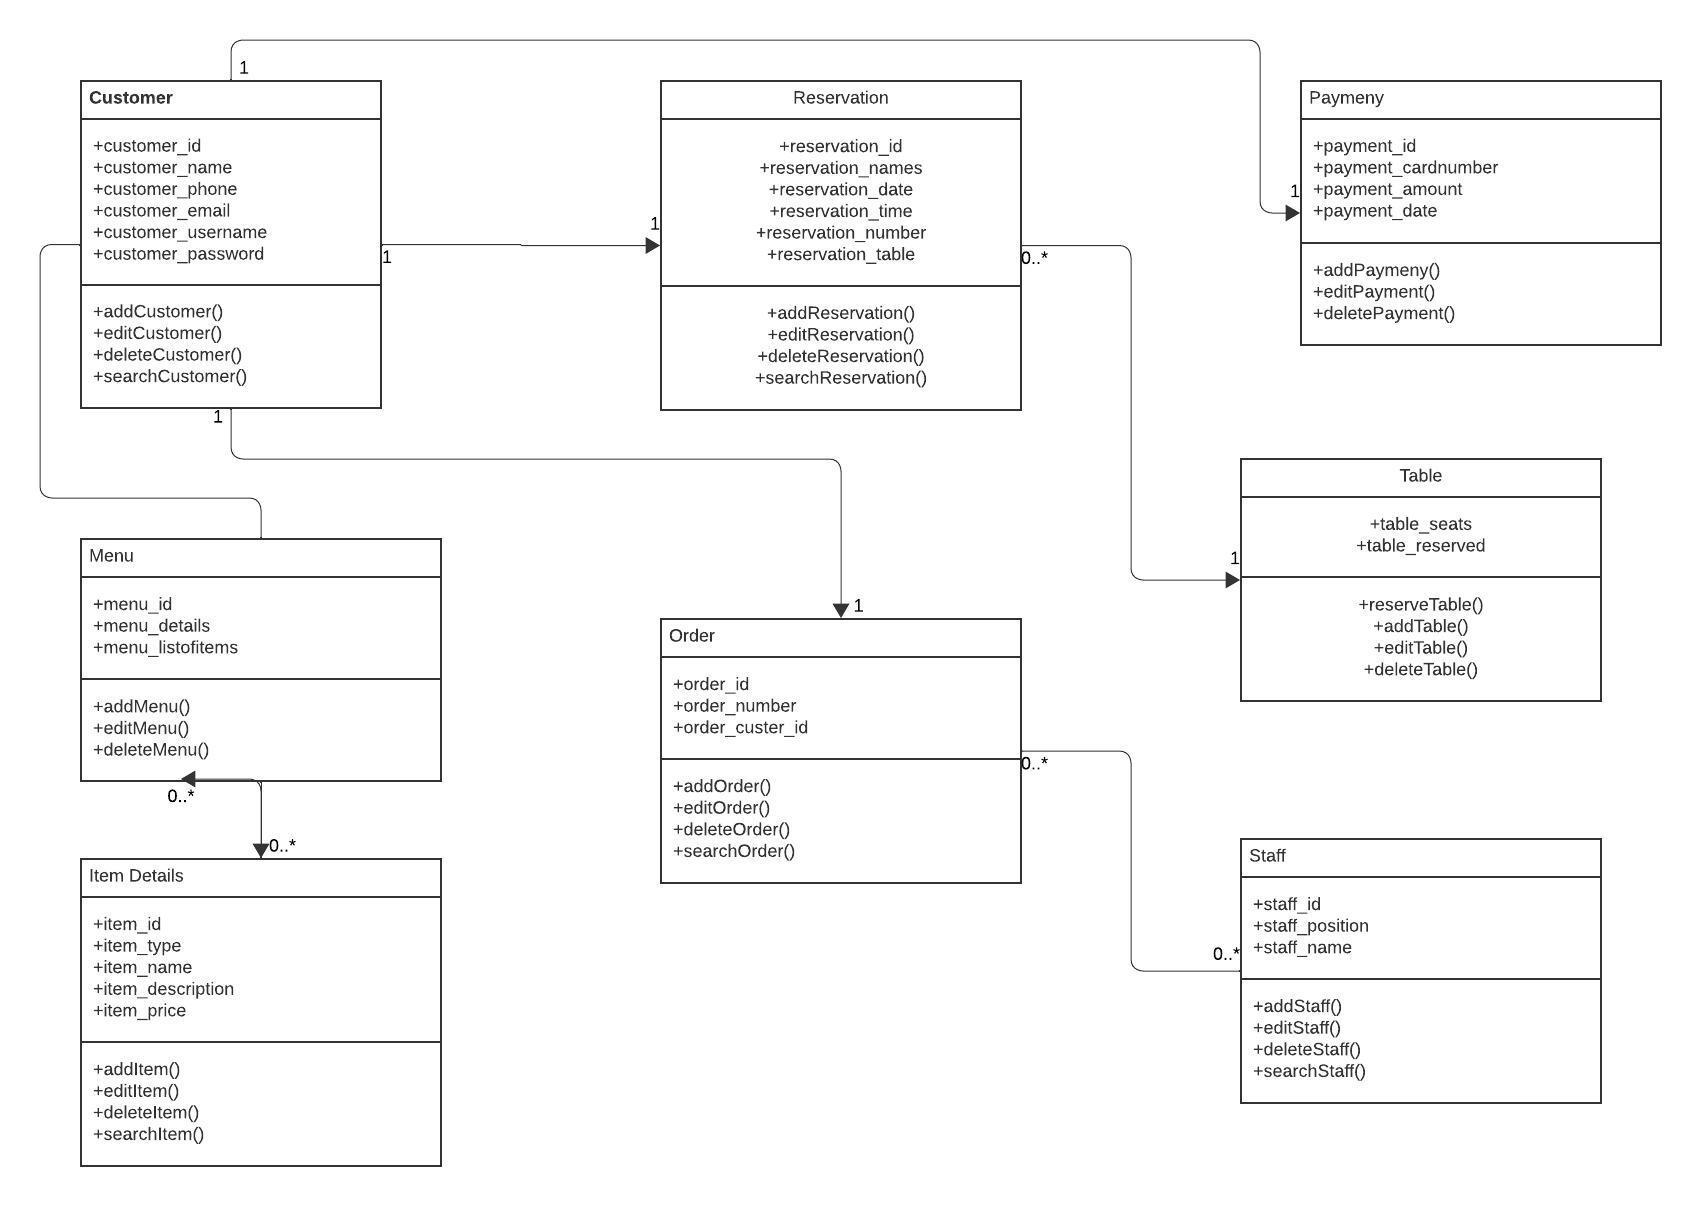 1
Customer
+customer_id
+customer_name
+customer_phone
+customer_email
+customer_username
+customer_password
+addCustomer()
+editCustomer()
+deleteCustomer()
+searchCustomer()
1
1
1
Reservation
+reservation_id
+reservation_names
+reservation_date
+reservation_time
+reservation_number
+reservation_table
+addReservation()
+editReservation()
+deleteReservation()
+searchReservation()
0..*
1
Paymeny
+payment_id
+payment_cardnumber
+payment_amount
+payment_date
+addPaymeny()
+editPayment()
+deletePayment()
1
Table
+table_seats
+table_reserved
+reserveTable()
+addTable()
+editTable()
+deleteTable()
Menu
+menu_id
+menu_details
+menu_listofitems
+addMenu()
+editMenu()
+deleteMenu()
0..*
0..*
Item Details
+item_id
+item_type
+item_name
+item_description
+item_price
+addItem()
+editItem()
+deleteItem()
+searchItem()
1
Order
+order_id
+order_number
+order_custer_id
+addOrder()
+editOrder()
+deleteOrder()
+searchOrder()
0..*
0..*
Staff
+staff_id
+staff_position
+staff_name
+addStaff()
+editStaff()
+deleteStaff()
+searchStaff()